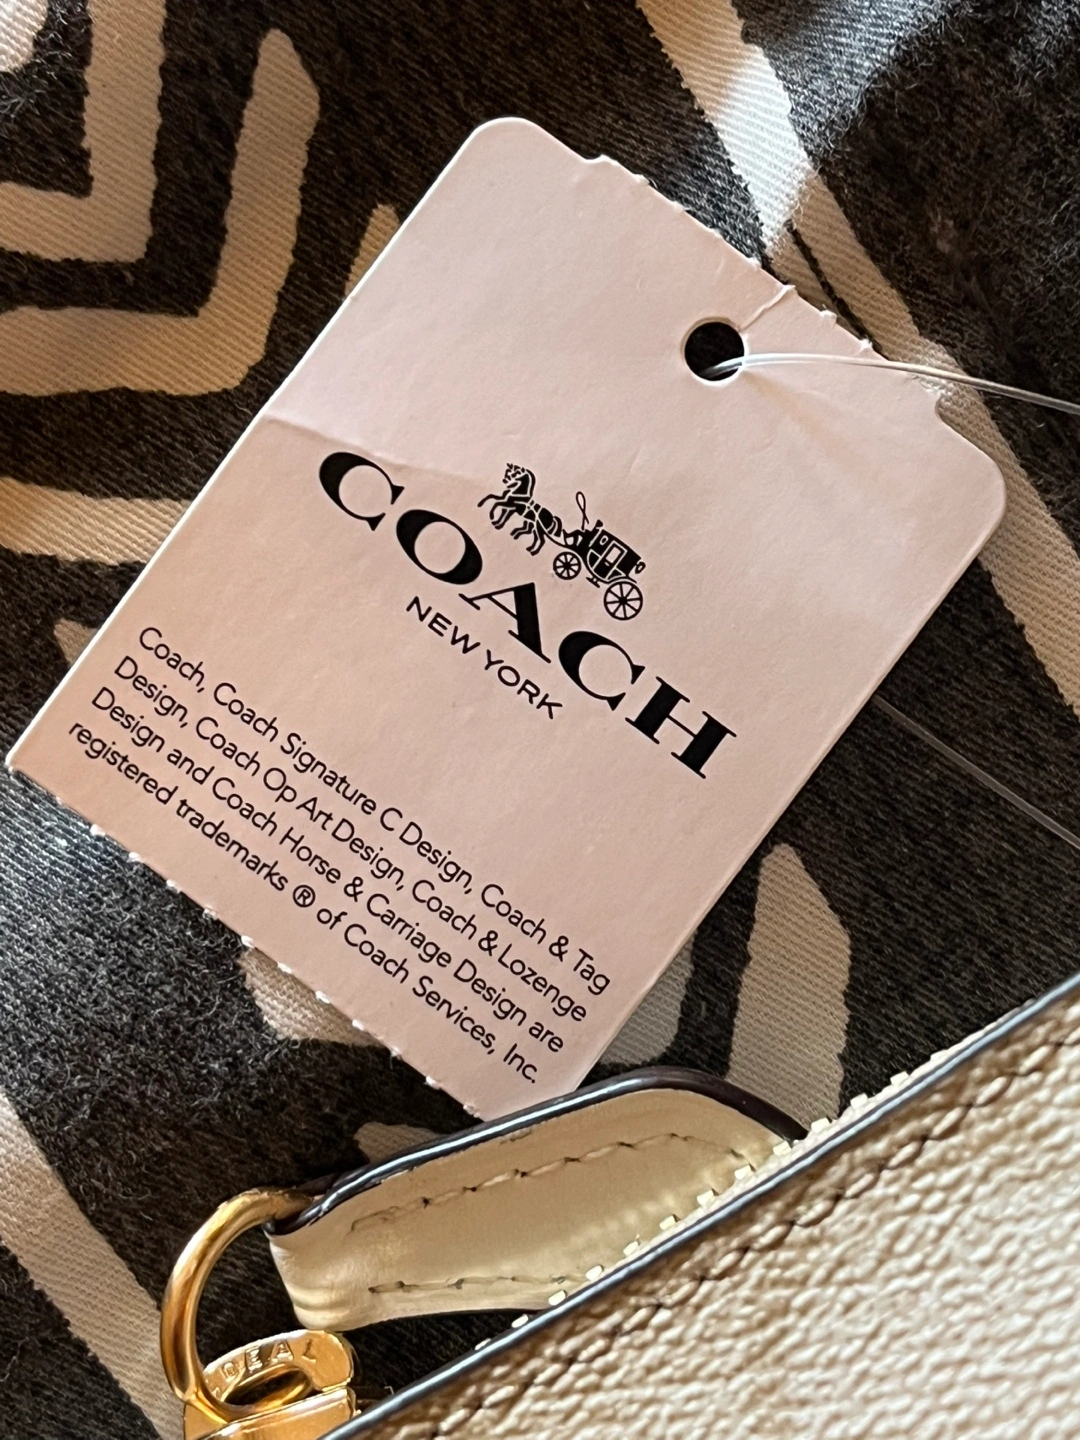 COACH
NEW YORK
Coach, Coach Signature C Design, Coach & Tag
Design, Coach Op Art Design, Coach & Lozenge
Design and Coach Horse & Carriage Design are
registered trademarks ® of Coach Services, Inc.
IDEAL